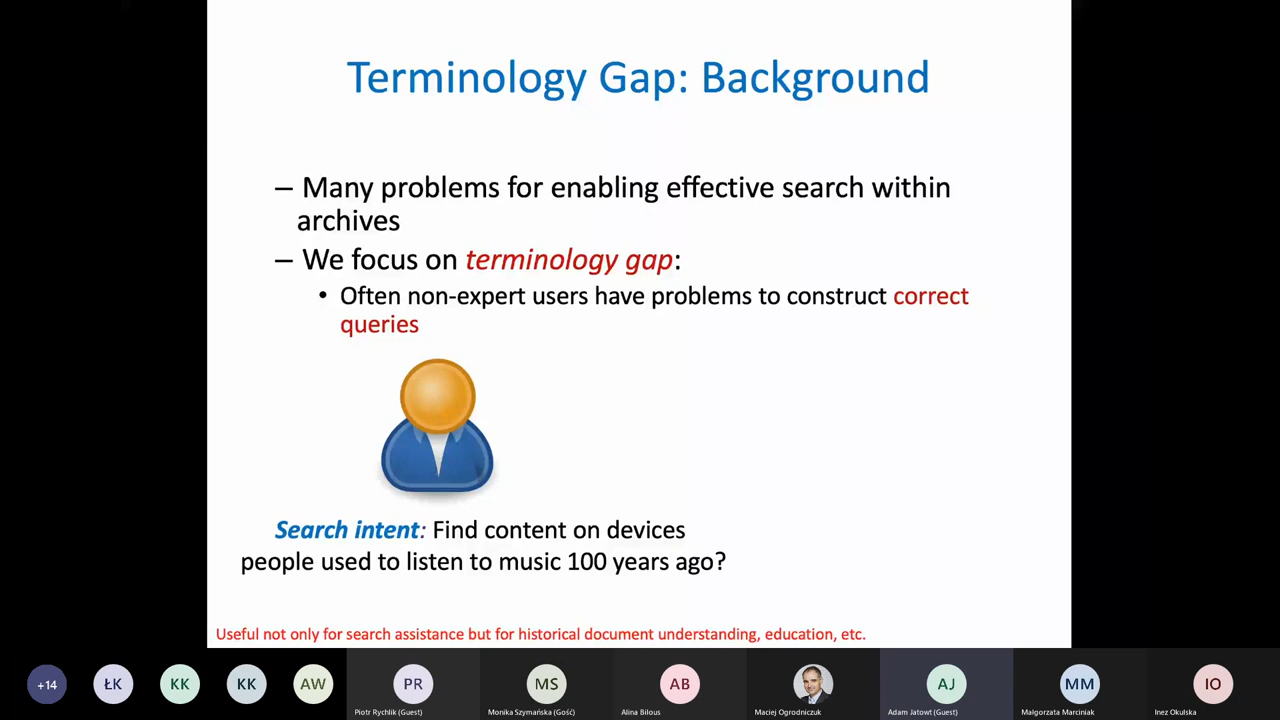 Terminology Gap: Background
– Many problems for enabling effective search within
archives
– We focus on terminology gap:
• Often non-expert users have problems to construct correct
queries
Search intent: Find content on devices
people used to listen to music 100 years ago?
Useful not only for search assistance but for historical document understanding, education, etc.
+14 ŁK KK KK AW PR MS AB AJ MM IO
Piotr Rychlik (Guest) Monika Szymańska (Gość) Alina Bilous Maciej Ogrodniczuk Adam Jatowt (Guest) Małgorzata Marciniak Inez Okulska